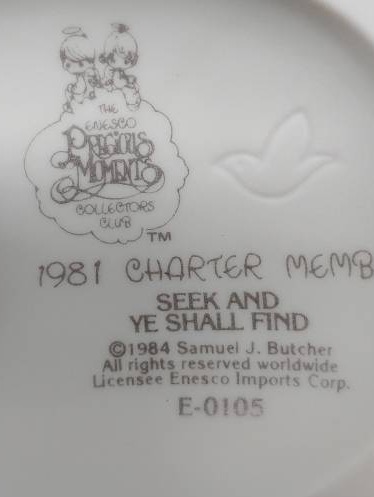 THE
ENESCO
PRECIOUS
MOMENTS
COLLECTORS
CLUB
TM
1981 CHARTER MEMB
SEEK AND
YE SHALL FIND
©1984 Samuel J. Butcher
All rights reserved worldwide
Licensee Enesco Imports Corp.
E-0105